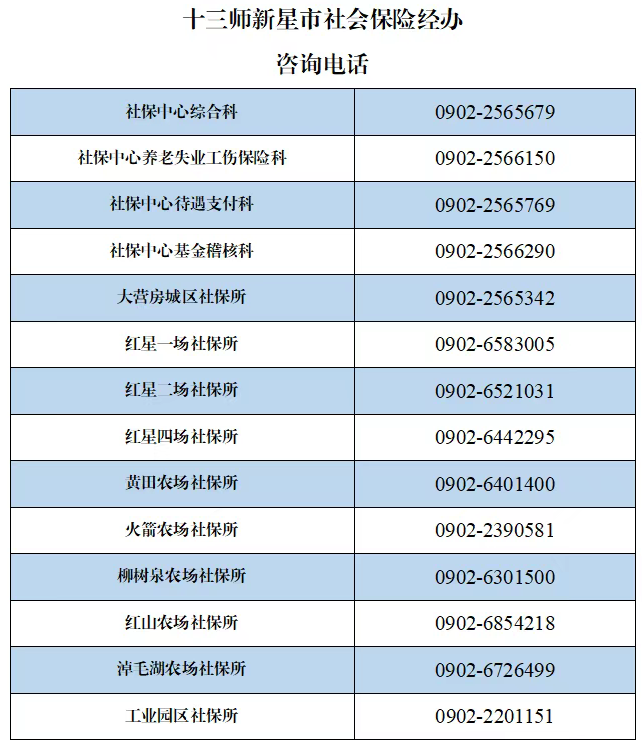 十三师新星市社会保险经办
咨询电话
社保中心综合科 0902-2565679
社保中心养老失业工伤保险科 0902-2566150
社保中心待遇支付科 0902-2565769
社保中心基金稽核科 0902-2566290
大营房城区社保所 0902-2565342
红星一场社保所 0902-6583005
红星二场社保所 0902-6521031
红星四场社保所 0902-6442295
黄田农场社保所 0902-6401400
火箭农场社保所 0902-2390581
柳树泉农场社保所 0902-6301500
红山农场社保所 0902-6854218
淖毛湖农场社保所 0902-6726499
工业园区社保所 0902-2201151